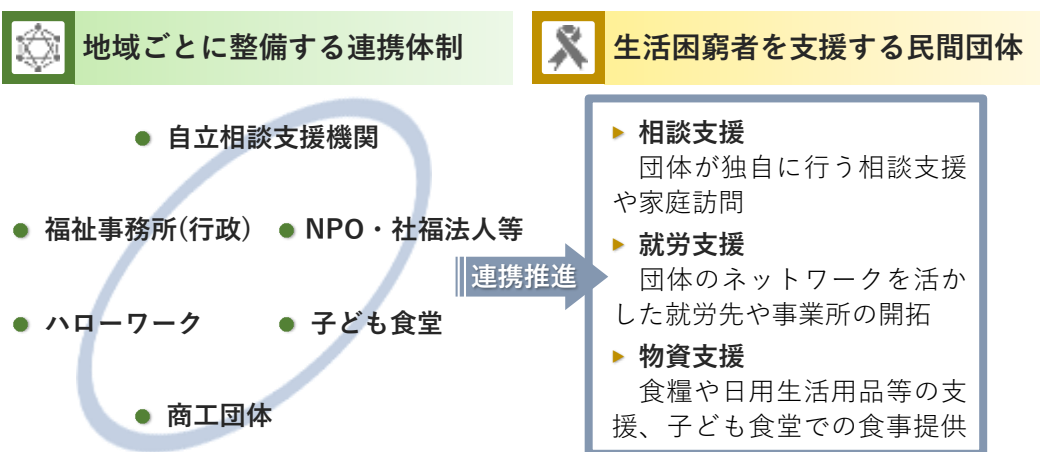 地域ごとに整備する連携体制
自立相談支援機関
福祉事務所(行政)
NPO・社福法人等
ハローワーク
子ども食堂
商工団体
連携推進
生活困窮者を支援する民間団体
相談支援
団体が独自に行う相談支援
や家庭訪問
就労支援
団体のネットワークを活か
した就労先や事業所の開拓
物資支援
食糧や日用生活用品等の支
援、子ども食堂での食事提供